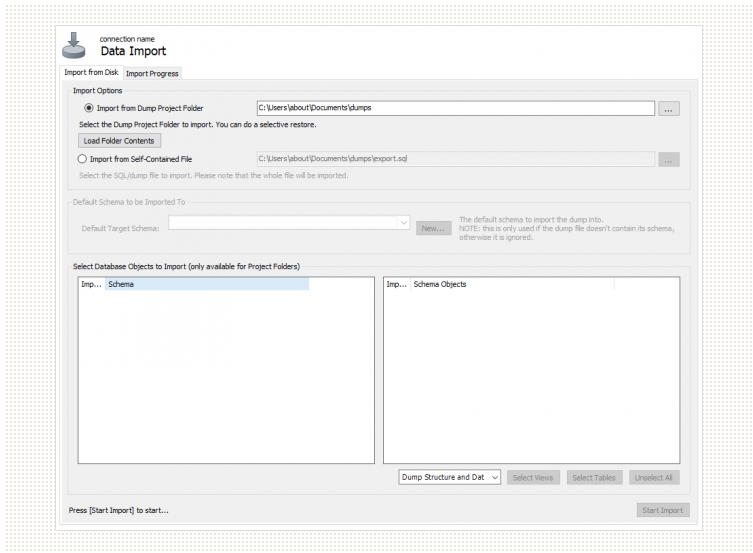 connection name
Data Import
Import from Disk
Import Progress
Import Options
Import from Dump Project Folder
C:\Users\about\Documents\dumps
...
Select the Dump Project Folder to import. You can do a selective restore.
Load Folder Contents
Import from Self-Contained File
C:\Users\about\Documents\dumps\export.sql
...
Select the SQL/dump file to import. Please note that the whole file will be imported.
Default Schema to be Imported To
Default Target Schema:
New...
The default schema to import the dump into.
NOTE: this is only used if the dump file doesn't contain its schema,
otherwise it is ignored.
Select Database Objects to Import (only available for Project Folders)
Imp... Schema
Imp... Schema Objects
Dump Structure and Dat
Select Views
Select Tables
Unselect All
Press [Start Import] to start...
Start Import